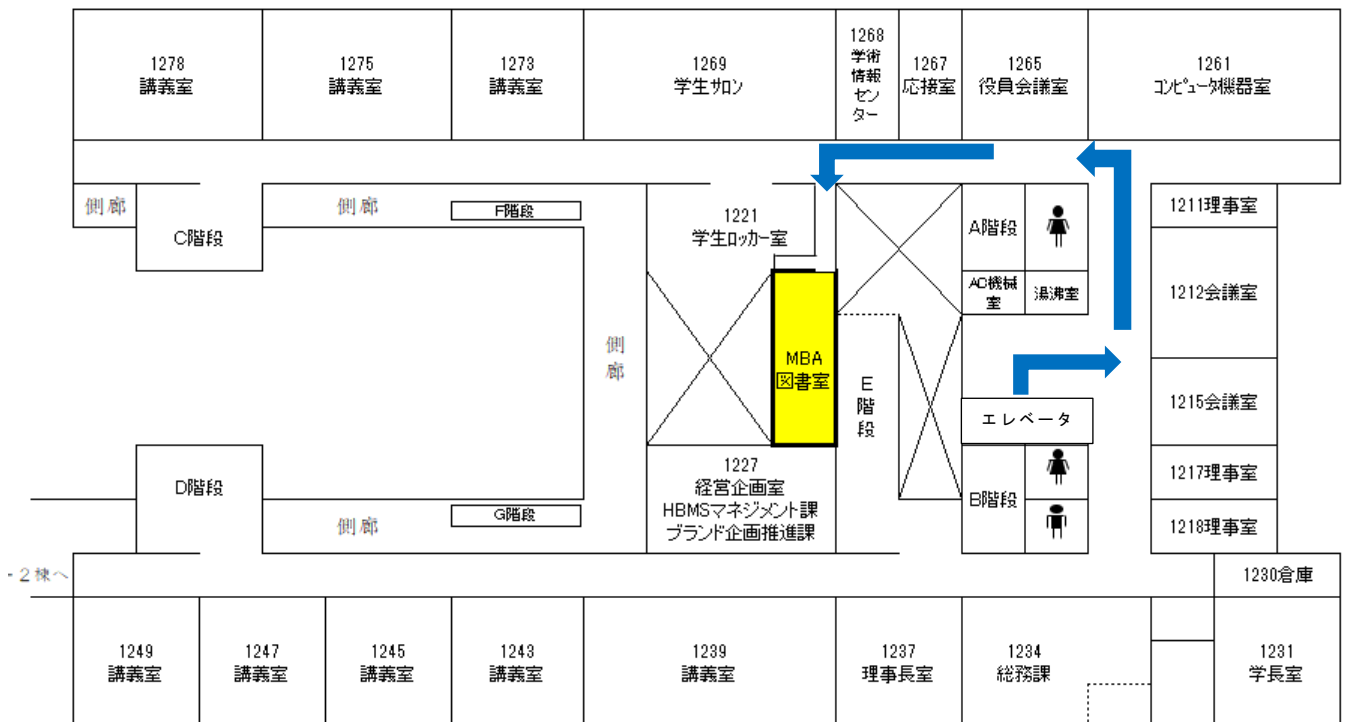 1278
講義室
1275
講義室
1273
講義室
1269
学生サロン
1268
学術
情報
セン
ター
1267
応接室
1265
役員会議室
1261
コンピュータ機器室
側廊
C階段
側廊
F階段
1221
学生ロッカー室
A階段
AC機械
室
湯沸室
1211理事室
1212会議室
側
廊
MBA
図書室
E
階
段
エレベータ
1215会議室
D階段
側廊
G階段
1227
経営企画室
HBMSマネジメント課
ブランド企画推進課
B階段
1217理事室
1218理事室
-２棟へ
1230倉庫
1249
講義室
1247
講義室
1245
講義室
1243
講義室
1239
講義室
1237
理事長室
1234
総務課
1231
学長室